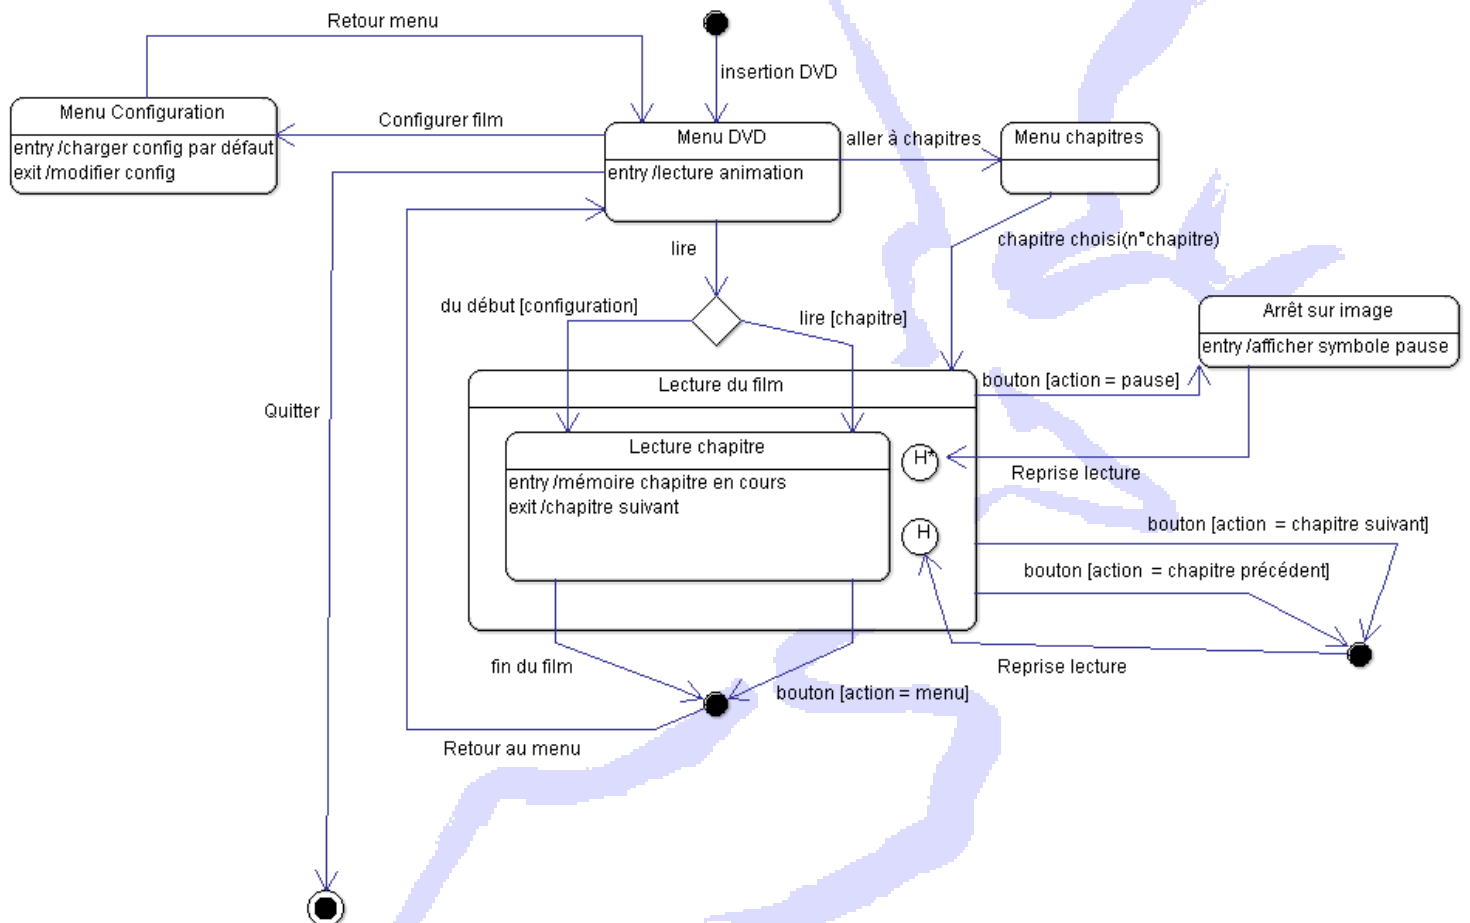 Retour menu
insertion DVD
Menu Configuration
entry /charger config par défaut
exit /modifier config
Configurer film
Menu DVD
entry /lecture animation
aller à chapitres
Menu chapitres
lire
chapitre choisi(n°chapitre)
du début [configuration]
lire [chapitre]
Arrêt sur image
entry /afficher symbole pause
Lecture du film
bouton [action = pause]
Quitter
Lecture chapitre
entry /mémoire chapitre en cours
exit /chapitre suivant
H*
Reprise lecture
H
bouton [action = chapitre suivant]
bouton [action = chapitre précédent]
fin du film
Reprise lecture
bouton [action = menu]
Retour au menu